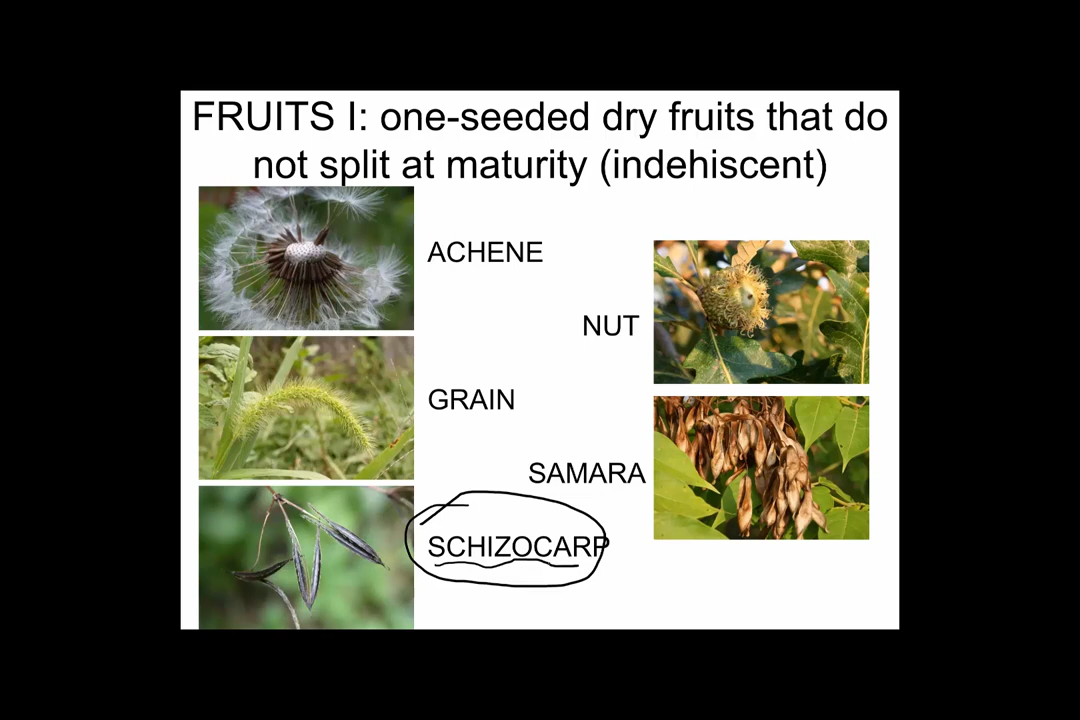 FRUITS I: one-seeded dry fruits that do
not split at maturity (indehiscent)
ACHENE
NUT
GRAIN
SAMARA
SCHIZOCARP